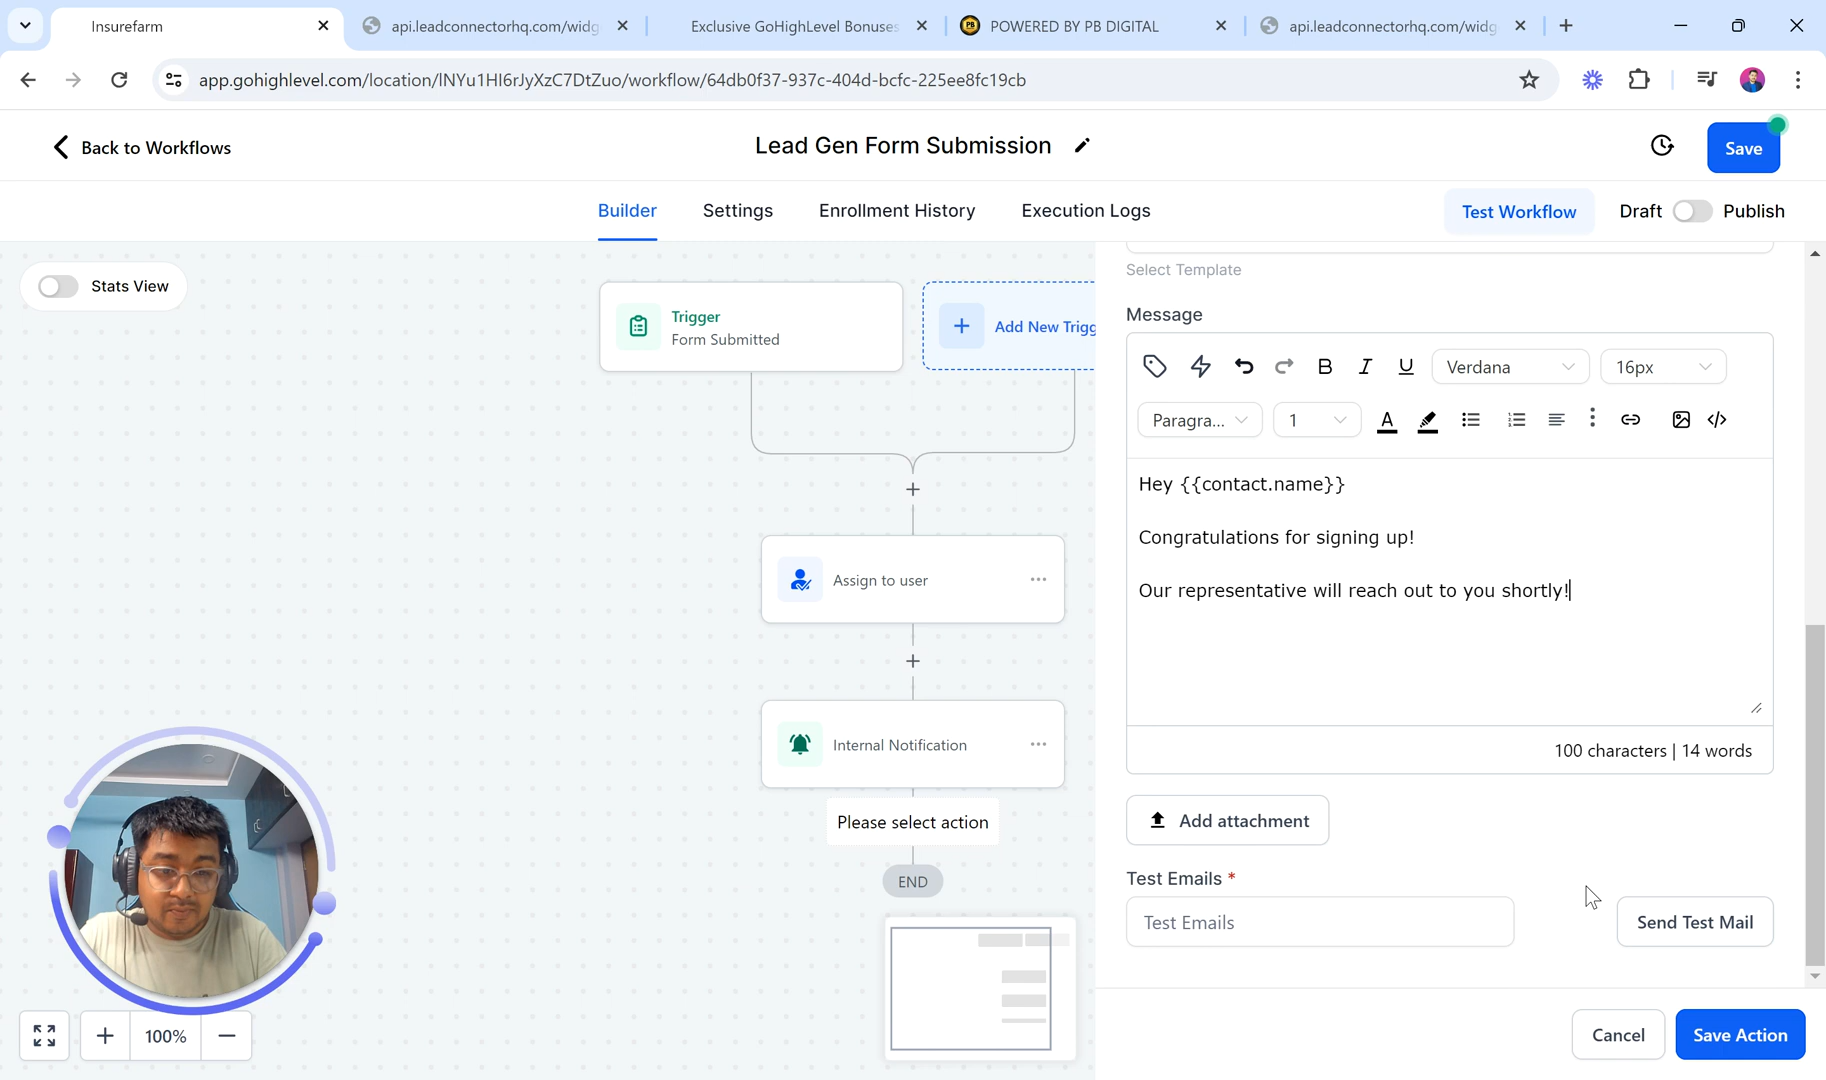 Insurefarm
api.leadconnectorhq.com/widg
Exclusive GoHighLevel Bonuses
POWERED BY PB DIGITAL
api.leadconnectorhq.com/widg
app.gohighlevel.com/location/lNYu1HI6rJyXzC7DtZuo/workflow/64db0f37-937c-404d-bcfc-225ee8fc19cb
Back to Workflows
Lead Gen Form Submission
Save
Builder
Settings
Enrollment History
Execution Logs
Test Workflow
Draft
Publish
Stats View
Trigger
Form Submitted
Add New Trigg
Assign to user
Internal Notification
Please select action
END
100%
Select Template
Message
B I U
Verdana
16px
Paragra...
1
A
Hey {{contact.name}}
Congratulations for signing up!
Our representative will reach out to you shortly!
100 characters | 14 words
Add attachment
Test Emails *
Test Emails
Send Test Mail
Cancel
Save Action